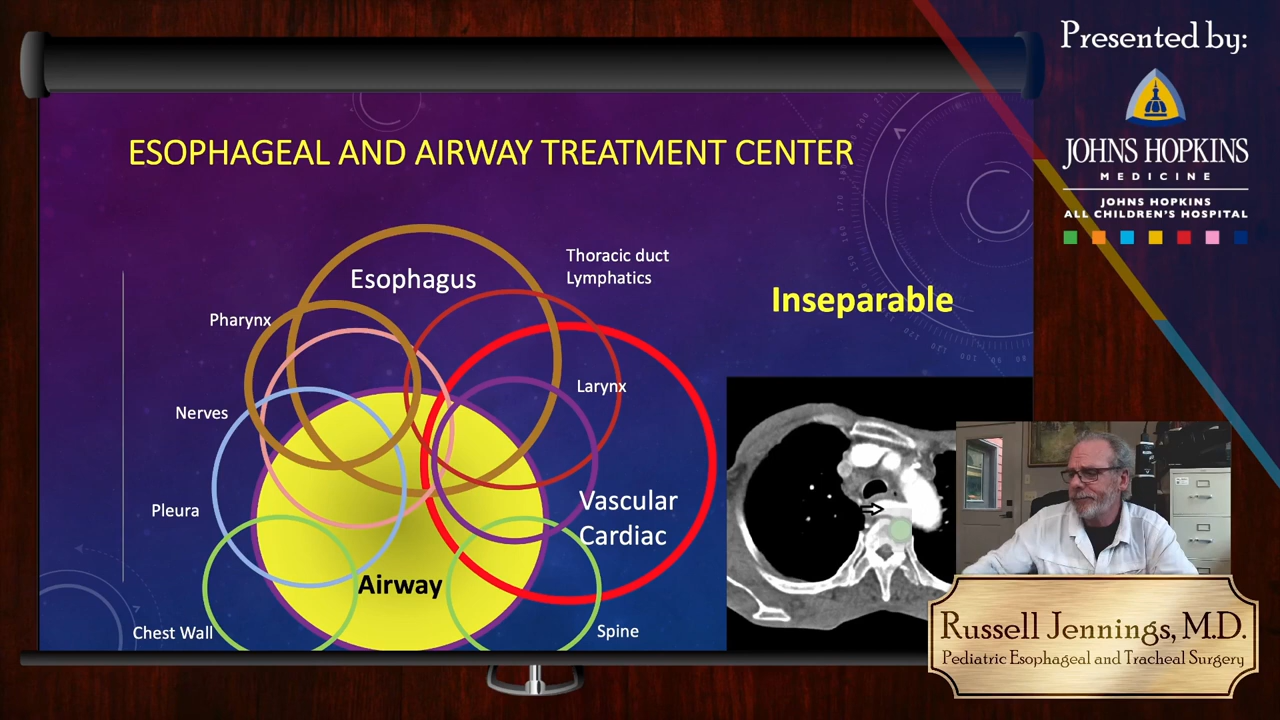 Presented by:
JOHNS HOPKINS
MEDICINE
JOHNS HOPKINS
ALL CHILDREN'S HOSPITAL
ESOPHAGEAL AND AIRWAY TREATMENT CENTER
Esophagus
Thoracic duct
Lymphatics
Pharynx
Inseparable
Larynx
Nerves
Vascular
Cardiac
Pleura
Airway
Chest Wall
Spine
Russell Jennings, M.D.
Pediatric Esophageal and Tracheal Surgery